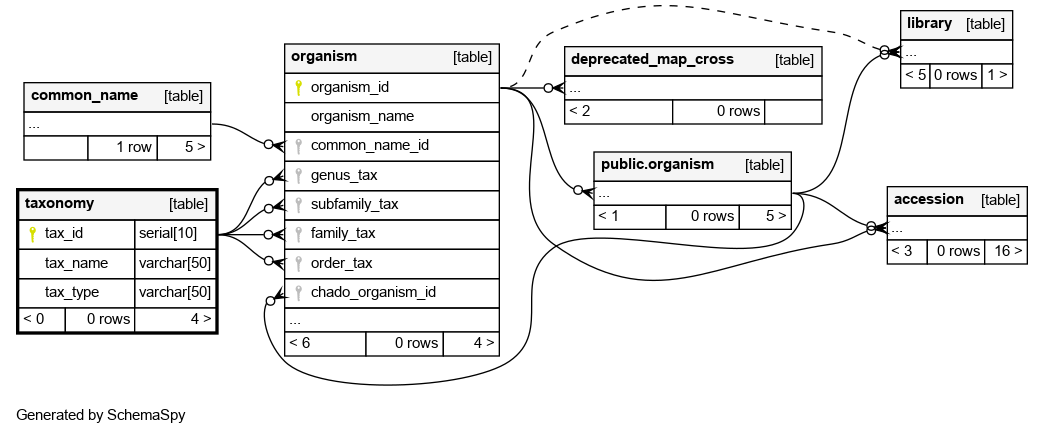 common_name [table]
...
1 row 5 >
taxonomy [table]
tax_id serial[10]
tax_name varchar[50]
tax_type varchar[50]
< 0 0 rows 4 >
organism [table]
organism_id
organism_name
common_name_id
genus_tax
subfamily_tax
family_tax
order_tax
chado_organism_id
...
< 6 0 rows 4 >
deprecated_map_cross [table]
...
< 2 0 rows
public.organism [table]
...
< 1 0 rows 5 >
library [table]
...
< 5 0 rows 1 >
accession [table]
...
< 3 0 rows 16 >
Generated by SchemaSpy